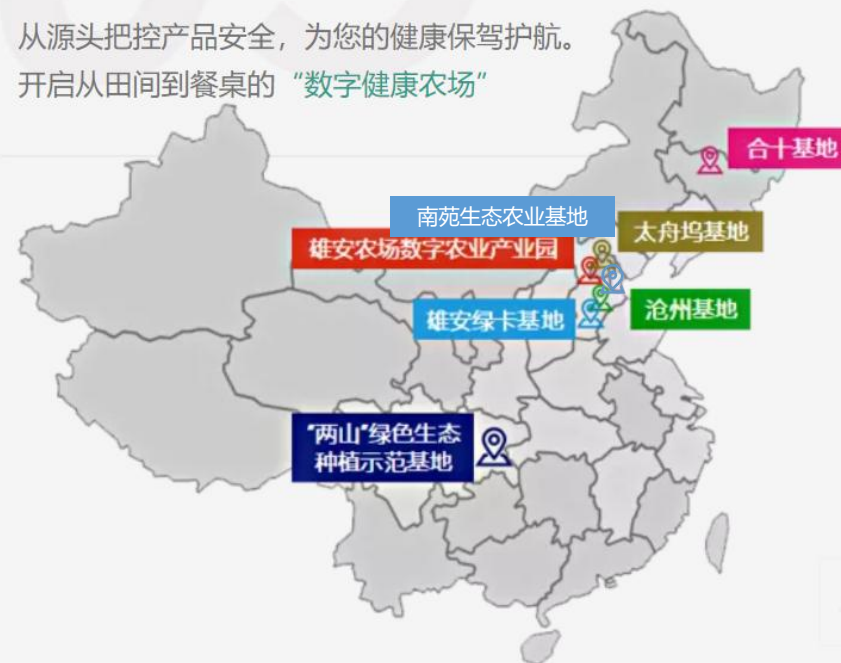 从源头把控产品安全，为您的健康保驾护航。
开启从田间到餐桌的“数字健康农场”
合十基地
南苑生态农业基地
太舟坞基地
雄安农场数字农业产业园
沧州基地
雄安绿卡基地
“两山”绿色生态
种植示范基地